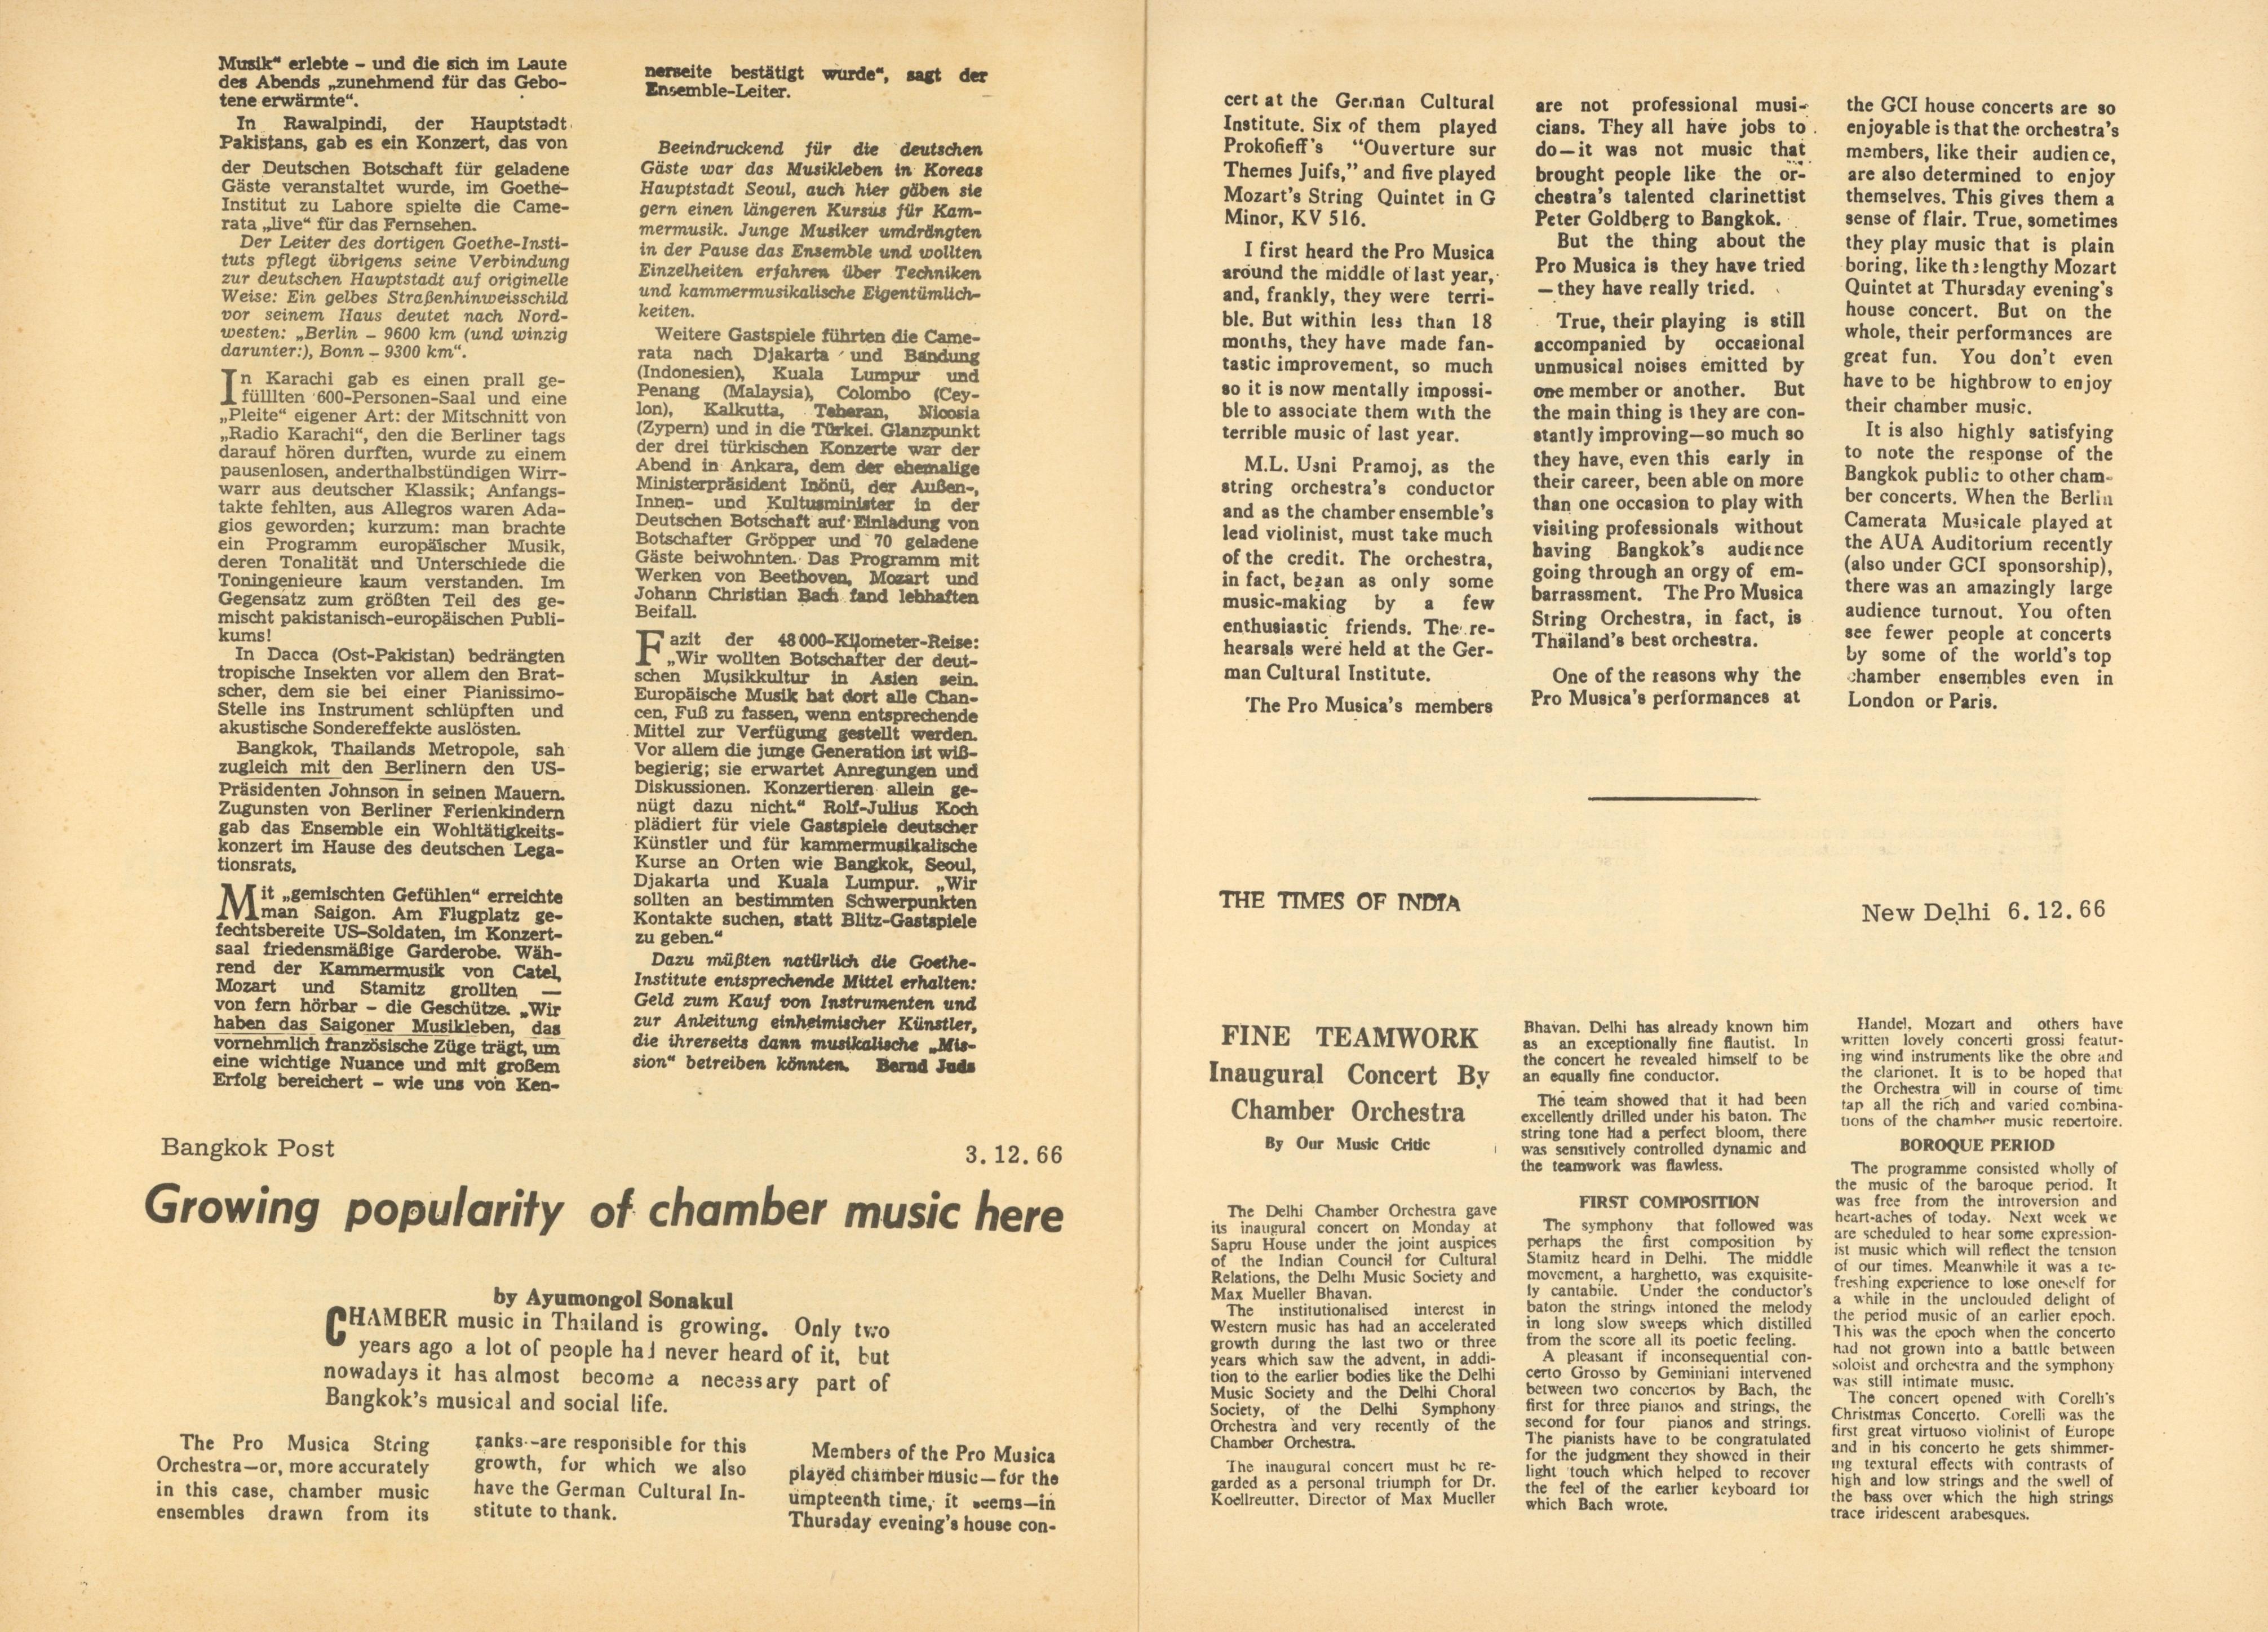 Musik“ erlebte – und die sich im Laufe
des Abends „zunehmend für das Gebo-
tene erwärmte“.
In Rawalpindi, der Hauptstadt
Pakistans, gab es ein Konzert, das von
der Deutschen Botschaft für geladene
Gäste veranstaltet wurde, im Goethe-
Institut zu Lahore spielte die Came-
rata „live“ für das Fernsehen.
Der Leiter des dortigen Goethe-Insti-
tuts pflegt übrigens seine Verbindung
zur deutschen Hauptstadt auf originelle
Weise: Ein gelbes Straßenhinweisschild
vor seinem Haus deutet nach Nord-
westen: „Berlin – 9600 km (und winzig
darunter:), Bonn – 9300 km“.
In Karachi gab es einen prall ge-
füllten 600-Personen-Saal und eine
„Pleite“ eigener Art: der Mitschnitt von
„Radio Karachi“, den die Berliner tags
darauf hören durften, wurde zu einem
pausenlosen, anderthalbstündigen Wirr-
warr aus deutscher Klassik; Anfangs-
takte fehlten, aus Allegros waren Ada-
gios geworden; kurzum: man brachte
ein Programm europäischer Musik,
deren Tonalität und Unterschiede die
Toningenieure kaum verstanden. Im
Gegensatz zum größten Teil des ge-
mischt pakistanisch-europäischen Publi-
kums!
In Dacca (Ost-Pakistan) bedrängten
tropische Insekten vor allem den Brat-
scher, dem sie bei einer Pianissimo-
Stelle ins Instrument schlüpften und
akustische Sondereffekte auslösten.
Bangkok, Thailands Metropole, sah
zugleich mit den Berlinern den US-
Präsidenten Johnson in seinen Mauern.
Zugunsten von Berliner Ferienkindern
gab das Ensemble ein Wohltätigkeits-
konzert im Hause des deutschen Lega-
tionsrats,
Mit „gemischten Gefühlen“ erreichte
man Saigon. Am Flugplatz ge-
fechtsbereite US-Soldaten, im Konzert-
saal friedensmäßige Garderobe. Wäh-
rend der Kammermusik von Catel,
Mozart und Stamitz grollten —
von fern hörbar – die Geschütze. „Wir
haben das Saigoner Musikleben, das
vornehmlich französische Züge trägt, um
eine wichtige Nuance und mit großem
Erfolg bereichert – wie uns von Ken-
nerseite bestätigt wurde“, sagt der
Ensemble-Leiter.
Beeindruckend für die deutschen
Gäste war das Musikleben in Koreas
Hauptstadt Seoul, auch hier gäben sie
gern einen längeren Kursus für Kam-
mermusik. Junge Musiker umdrängten
in der Pause das Ensemble und wollten
Einzelheiten erfahren über Techniken
und kammermusikalische Eigentümlich-
keiten.
Weitere Gastspiele führten die Came-
rata nach Djakarta und Bandung
(Indonesien), Kuala Lumpur und
Penang (Malaysia), Colombo (Cey-
lon), Kalkutta, Teheran, Nicosia
(Zypern) und in die Türkei. Glanzpunkt
der drei türkischen Konzerte war der
Abend in Ankara, dem der ehemalige
Ministerpräsident Inönü, der Außen-,
Innen- und Kultusminister in der
Deutschen Botschaft auf Einladung von
Botschafter Gröpper und 70 geladene
Gäste beiwohnten. Das Programm mit
Werken von Beethoven, Mozart und
Johann Christian Bach fand lebhaften
Beifall.
Fazit der 48 000-Kilometer-Reise:
„Wir wollten Botschafter der deut-
schen Musikkultur in Asien sein.
Europäische Musik hat dort alle Chan-
cen, Fuß zu fassen, wenn entsprechende
Mittel zur Verfügung gestellt werden.
Vor allem die junge Generation ist wiß-
begierig; sie erwartet Anregungen und
Diskussionen. Konzertieren allein ge-
nügt dazu nicht.“ Rolf-Julius Koch
plädiert für viele Gastspiele deutscher
Künstler und für kammermusikalische
Kurse an Orten wie Bangkok, Seoul,
Djakarta und Kuala Lumpur. „Wir
sollten an bestimmten Schwerpunkten
Kontakte suchen, statt Blitz-Gastspiele
zu geben.“
Dazu müßten natürlich die Goethe-
Institute entsprechende Mittel erhalten:
Geld zum Kauf von Instrumenten und
zur Anleitung einheimischer Künstler,
die ihrerseits dann musikalische „Mis-
sion“ betreiben könnten. Bernd Juds
Bangkok Post 3.12.66
Growing popularity of chamber music here
by Ayumongol Sonakul
CHAMBER music in Thailand is growing. Only two
years ago a lot of people had never heard of it, but
nowadays it has almost become a necessary part of
Bangkok's musical and social life.
The Pro Musica String
Orchestra—or, more accurately
in this case, chamber music
ensembles drawn from its
ranks--are responsible for this
growth, for which we also
have the German Cultural In-
stitute to thank.
Members of the Pro Musica
played chamber music—for the
umpteenth time, it seems—in
Thursday evening's house con-
cert at the German Cultural
Institute. Six of them played
Prokofieff's "Ouverture sur
Themes Juifs," and five played
Mozart's String Quintet in G
Minor, KV 516.
I first heard the Pro Musica
around the middle of last year,
and, frankly, they were terri-
ble. But within less than 18
months, they have made fan-
tastic improvement, so much
so it is now mentally impossi-
ble to associate them with the
terrible music of last year.
M.L. Usni Pramoj, as the
string orchestra's conductor
and as the chamber ensemble's
lead violinist, must take much
of the credit. The orchestra,
in fact, began as only some
music-making by a few
enthusiastic friends. The re-
hearsals were held at the Ger-
man Cultural Institute.
The Pro Musica's members
are not professional musi-
cians. They all have jobs to
do—it was not music that
brought people like the or-
chestra's talented clarinettist
Peter Goldberg to Bangkok.
But the thing about the
Pro Musica is they have tried
—they have really tried.
True, their playing is still
accompanied by occasional
unmusical noises emitted by
one member or another. But
the main thing is they are con-
stantly improving—so much so
they have, even this early in
their career, been able on more
than one occasion to play with
visiting professionals without
having Bangkok's audience
going through an orgy of em-
barrassment. The Pro Musica
String Orchestra, in fact, is
Thailand's best orchestra.
One of the reasons why the
Pro Musica's performances at
the GCI house concerts are so
enjoyable is that the orchestra's
members, like their audience,
are also determined to enjoy
themselves. This gives them a
sense of flair. True, sometimes
they play music that is plain
boring, like the lengthy Mozart
Quintet at Thursday evening's
house concert. But on the
whole, their performances are
great fun. You don't even
have to be highbrow to enjoy
their chamber music.
It is also highly satisfying
to note the response of the
Bangkok public to other cham-
ber concerts. When the Berlin
Camerata Musicale played at
the AUA Auditorium recently
(also under GCI sponsorship),
there was an amazingly large
audience turnout. You often
see fewer people at concerts
by some of the world's top
chamber ensembles even in
London or Paris.
THE TIMES OF INDIA
New Delhi 6.12.66
FINE TEAMWORK
Inaugural Concert By
Chamber Orchestra
By Our Music Critic
The Delhi Chamber Orchestra gave
its inaugural concert on Monday at
Sapru House under the joint auspices
of the Indian Council for Cultural
Relations, the Delhi Music Society and
Max Mueller Bhavan.
The institutionalised interest in
Western music has had an accelerated
growth during the last two or three
years which saw the advent, in addi-
tion to the earlier bodies like the Delhi
Music Society and the Delhi Choral
Society, of the Delhi Symphony
Orchestra and very recently of the
Chamber Orchestra.
The inaugural concert must be re-
garded as a personal triumph for Dr.
Koellreutter, Director of Max Mueller
Bhavan. Delhi has already known him
as an exceptionally fine flautist. In
the concert he revealed himself to be
an equally fine conductor.
The team showed that it had been
excellently drilled under his baton. The
string tone had a perfect bloom, there
was sensitively controlled dynamic and
the teamwork was flawless.
FIRST COMPOSITION
The symphony that followed was
perhaps the first composition by
Stamitz heard in Delhi. The middle
movement, a harghetto, was exquisite-
ly cantabile. Under the conductor's
baton the strings intoned the melody
in long slow sweeps which distilled
from the score all its poetic feeling.
A pleasant if inconsequential con-
certo Grosso by Geminiani intervened
between two concertos by Bach, the
first for three pianos and strings, the
second for four pianos and strings.
The pianists have to be congratulated
for the judgment they showed in their
light touch which helped to recover
the feel of the earlier keyboard for
which Bach wrote.
Handel, Mozart and others have
written lovely concerti grossi featur-
ing wind instruments like the obre and
the clarionet. It is to be hoped that
the Orchestra will in course of time
tap all the rich and varied combina-
tions of the chamber music repertoire.
BOROQUE PERIOD
The programme consisted wholly of
the music of the baroque period. It
was free from the introversion and
heart-aches of today. Next week we
are scheduled to hear some expression-
ist music which will reflect the tension
of our times. Meanwhile it was a re-
freshing experience to lose oneself for
a while in the unclouded delight of
the period music of an earlier epoch.
This was the epoch when the concerto
had not grown into a battle between
soloist and orchestra and the symphony
was still intimate music.
The concert opened with Corelli's
Christmas Concerto. Corelli was the
first great virtuoso violinist of Europe
and in his concerto he gets shimmer-
ing textural effects with contrasts of
high and low strings and the swell of
the bass over which the high strings
trace iridescent arabesques.